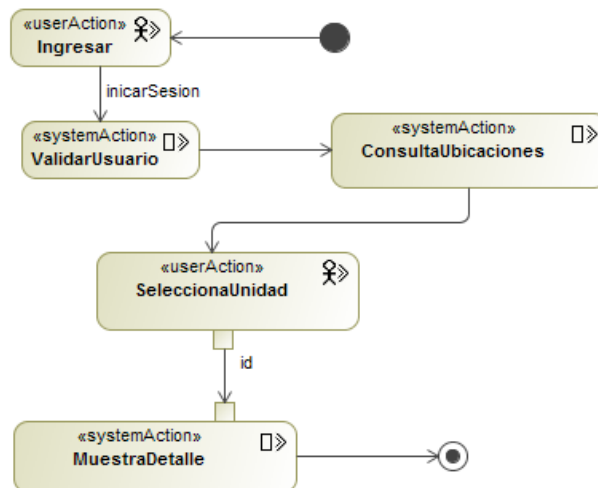 «userAction»
Ingresar
inicarSesion
«systemAction»
ValidarUsuario
«systemAction»
ConsultaUbicaciones
«userAction»
SeleccionaUnidad
id
«systemAction»
MuestraDetalle